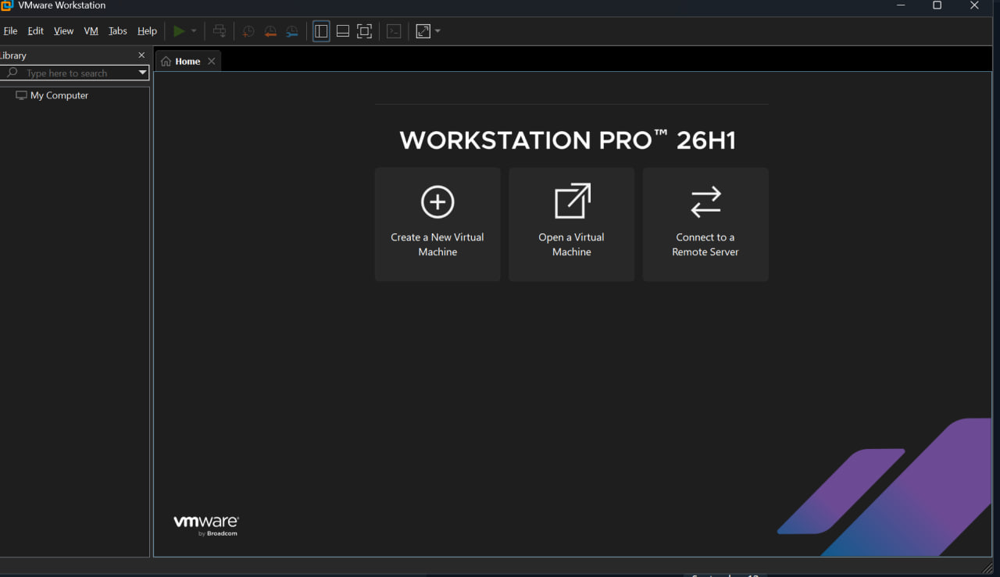 VMware Workstation
File Edit View VM Tabs Help
Library
Type here to search
My Computer
Home
WORKSTATION PRO™ 26H1
Create a New Virtual
Machine
Open a Virtual
Machine
Connect to a
Remote Server
vmware®
by Broadcom